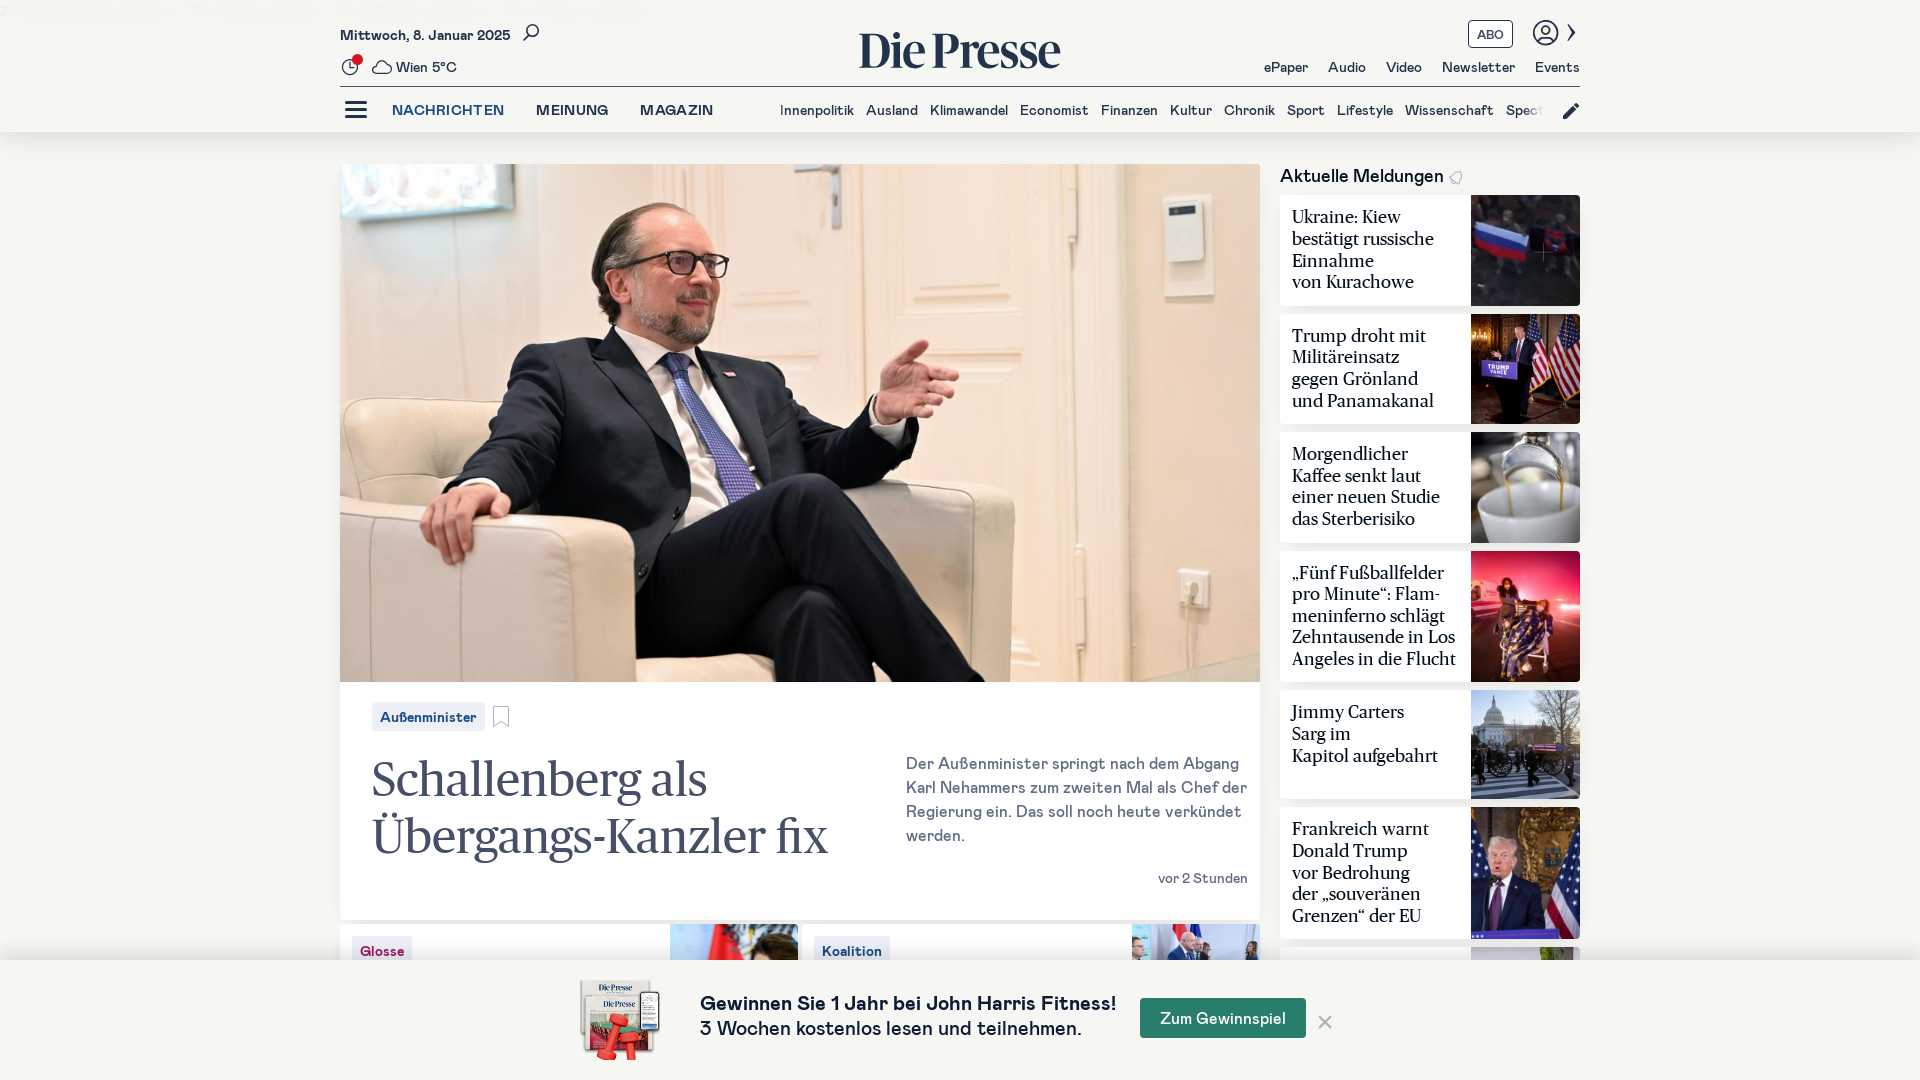 Mittwoch, 8. Januar 2025
Wien 5°C
Die Presse
ABO
ePaper Audio Video Newsletter Events
NACHRICHTEN MEINUNG MAGAZIN
Innenpolitik Ausland Klimawandel Economist Finanzen Kultur Chronik Sport Lifestyle Wissenschaft Spect
Außenminister
Schallenberg als
Übergangs-Kanzler fix
Der Außenminister springt nach dem Abgang
Karl Nehammers zum zweiten Mal als Chef der
Regierung ein. Das soll noch heute verkündet
werden.
vor 2 Stunden
Glosse
Koalition
Aktuelle Meldungen
Ukraine: Kiew
bestätigt russische
Einnahme
von Kurachowe
Trump droht mit
Militäreinsatz
gegen Grönland
und Panamakanal
TRUMP
VANCE
Morgendlicher
Kaffee senkt laut
einer neuen Studie
das Sterberisiko
„Fünf Fußballfelder
pro Minute“: Flam-
meninferno schlägt
Zehntausende in Los
Angeles in die Flucht
Jimmy Carters
Sarg im
Kapitol aufgebahrt
Frankreich warnt
Donald Trump
vor Bedrohung
der „souveränen
Grenzen“ der EU
Die Presse
Die Presse
Gewinnen Sie 1 Jahr bei John Harris Fitness!
3 Wochen kostenlos lesen und teilnehmen.
Zum Gewinnspiel